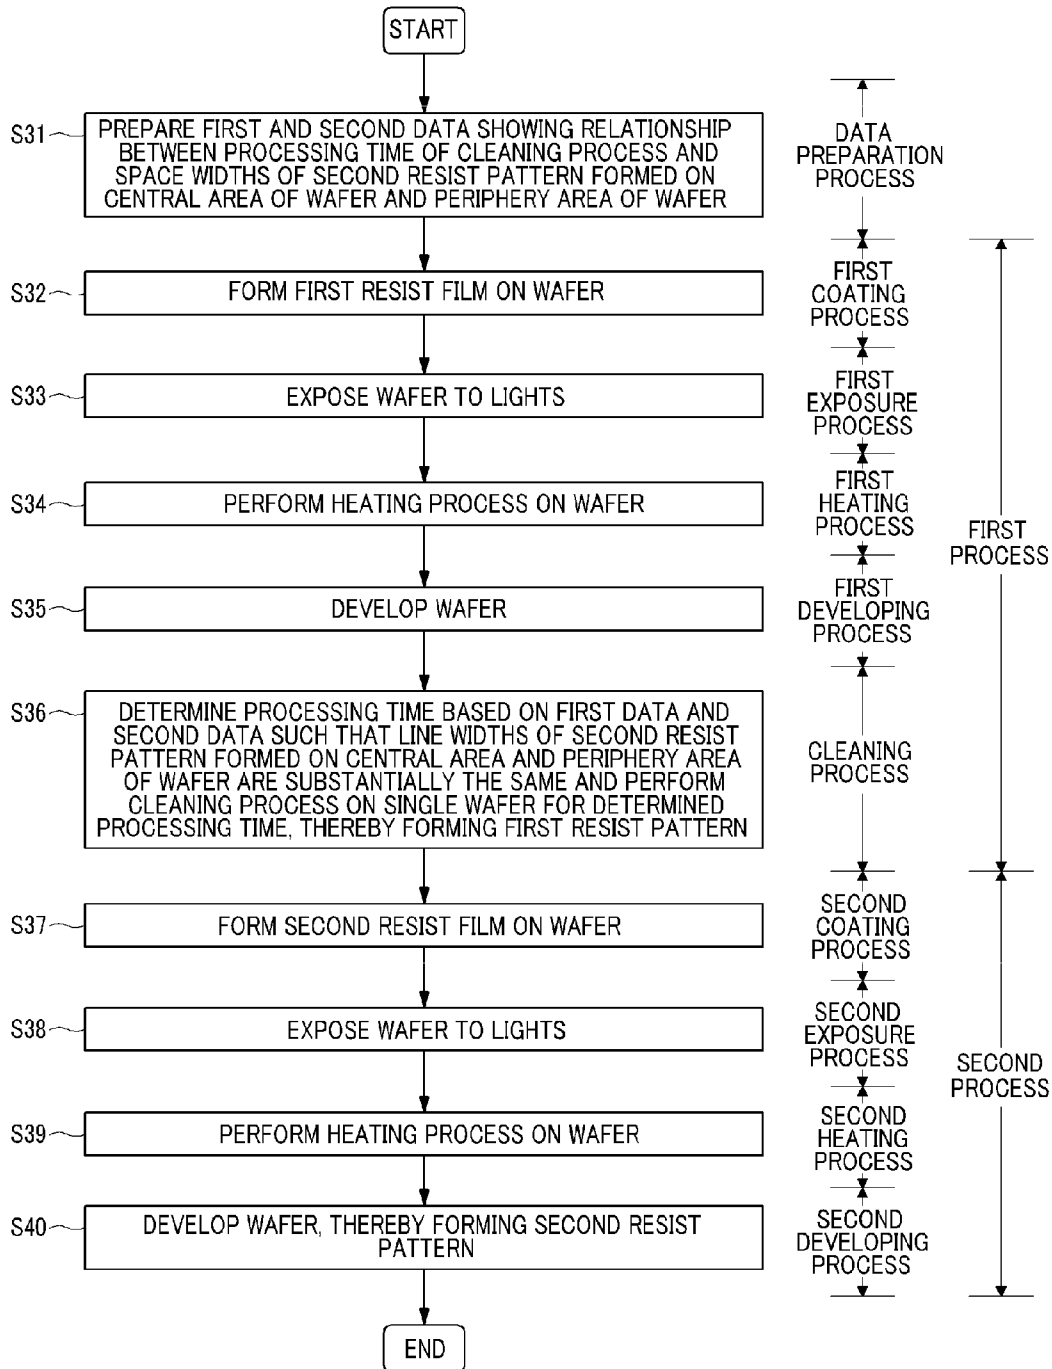 START
S31
PREPARE FIRST AND SECOND DATA SHOWING RELATIONSHIP
BETWEEN PROCESSING TIME OF CLEANING PROCESS AND
SPACE WIDTHS OF SECOND RESIST PATTERN FORMED ON
CENTRAL AREA OF WAFER AND PERIPHERY AREA OF WAFER
DATA
PREPARATION
PROCESS
S32
FORM FIRST RESIST FILM ON WAFER
FIRST
COATING
PROCESS
S33
EXPOSE WAFER TO LIGHTS
FIRST
EXPOSURE
PROCESS
S34
PERFORM HEATING PROCESS ON WAFER
FIRST
HEATING
PROCESS
FIRST
PROCESS
S35
DEVELOP WAFER
FIRST
DEVELOPING
PROCESS
S36
DETERMINE PROCESSING TIME BASED ON FIRST DATA AND
SECOND DATA SUCH THAT LINE WIDTHS OF SECOND RESIST
PATTERN FORMED ON CENTRAL AREA AND PERIPHERY AREA
OF WAFER ARE SUBSTANTIALLY THE SAME AND PERFORM
CLEANING PROCESS ON SINGLE WAFER FOR DETERMINED
PROCESSING TIME, THEREBY FORMING FIRST RESIST PATTERN
CLEANING
PROCESS
S37
FORM SECOND RESIST FILM ON WAFER
SECOND
COATING
PROCESS
S38
EXPOSE WAFER TO LIGHTS
SECOND
EXPOSURE
PROCESS
SECOND
PROCESS
S39
PERFORM HEATING PROCESS ON WAFER
SECOND
HEATING
PROCESS
S40
DEVELOP WAFER, THEREBY FORMING SECOND RESIST
PATTERN
SECOND
DEVELOPING
PROCESS
END